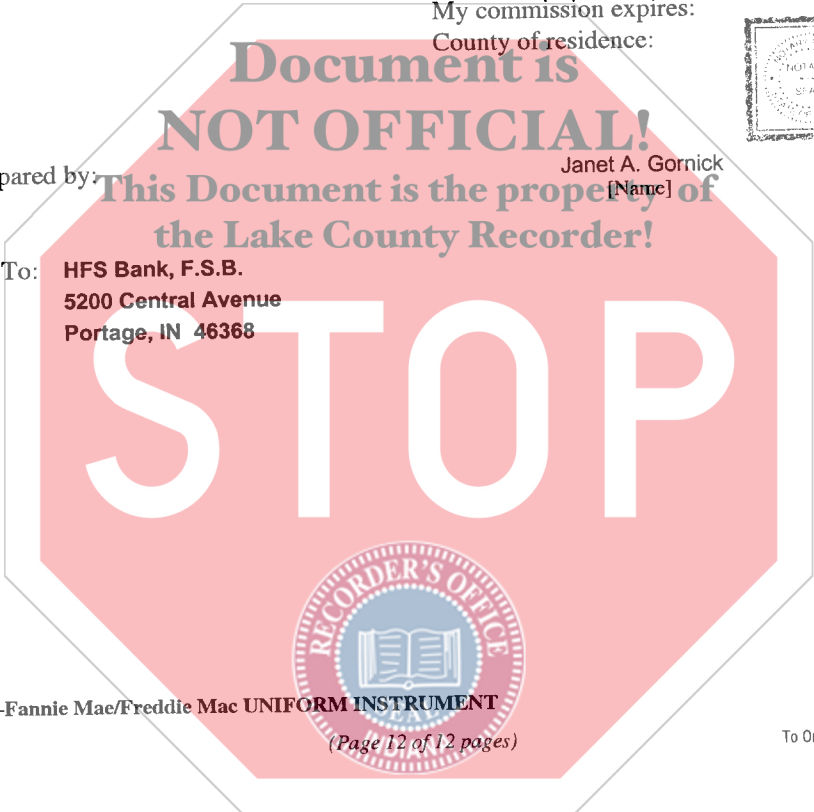 My commission expires:
County of residence:
Document is
NOT OFFICIAL!
pared by:
Janet A. Gornick
[Name]
This Document is the property of
the Lake County Recorder!
To: HFS Bank, F.S.B.
5200 Central Avenue
Portage, IN 46368
STOP
RECORDER'S OFFICE
SEAL
INDIANA
-Fannie Mae/Freddie Mac UNIFORM INSTRUMENT
(Page 12 of 12 pages)
To Or